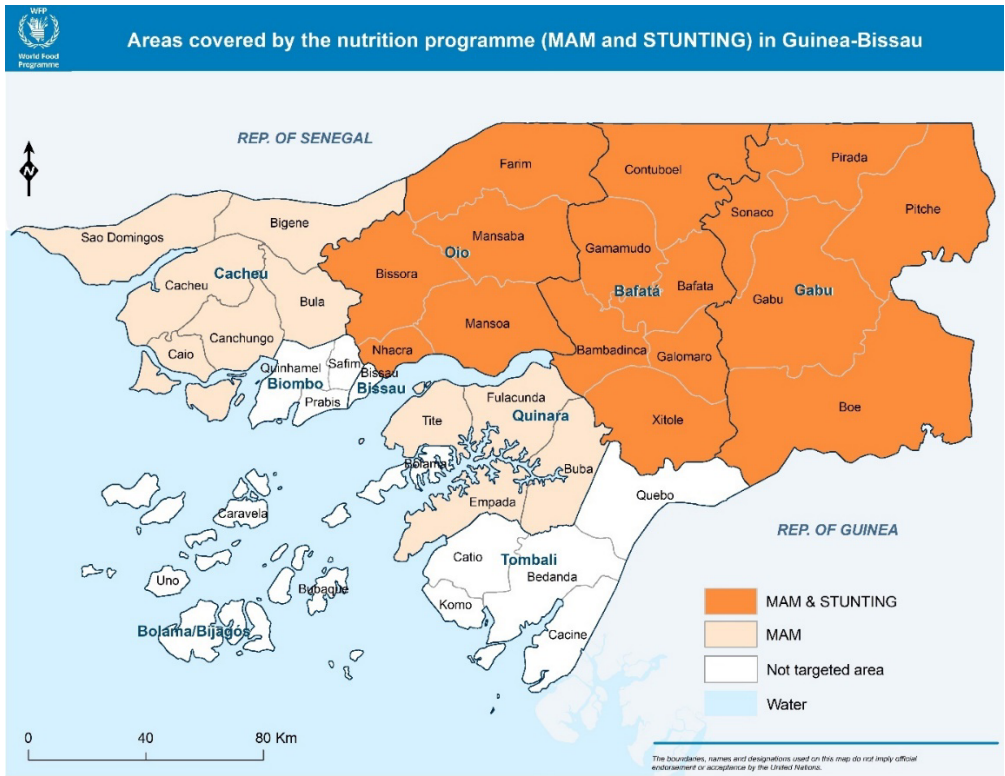 WFP
World Food
Programme
Areas covered by the nutrition programme (MAM and STUNTING) in Guinea-Bissau
REP. OF SENEGAL
N
Farim
Contuboel
Pirada
Sonaco
Pitche
Sao Domingos
Bigene
Mansaba
Gamamudo
Oio
Cacheu
Cacheu
Bissora
Bafatá
Bafata
Gabu
Gabu
Bula
Mansoa
Canchungo
Caio
Nhacra
Bambadinca
Galomaro
Quinhamel
Safim
Bissau
Biombo
Bissau
Prabis
Fulacunda
Quinara
Tite
Xitole
Boe
Bolama
Buba
Empada
Quebo
Caravela
REP. OF GUINEA
Catio
Tombali
Bedanda
Uno
Bubaque
Komo
Bolama/Bijagós
Cacine
MAM & STUNTING
MAM
Not targeted area
Water
0 40 80 Km
The boundaries, names and designations used on this map do not imply official
endorsement or acceptance by the United Nations.